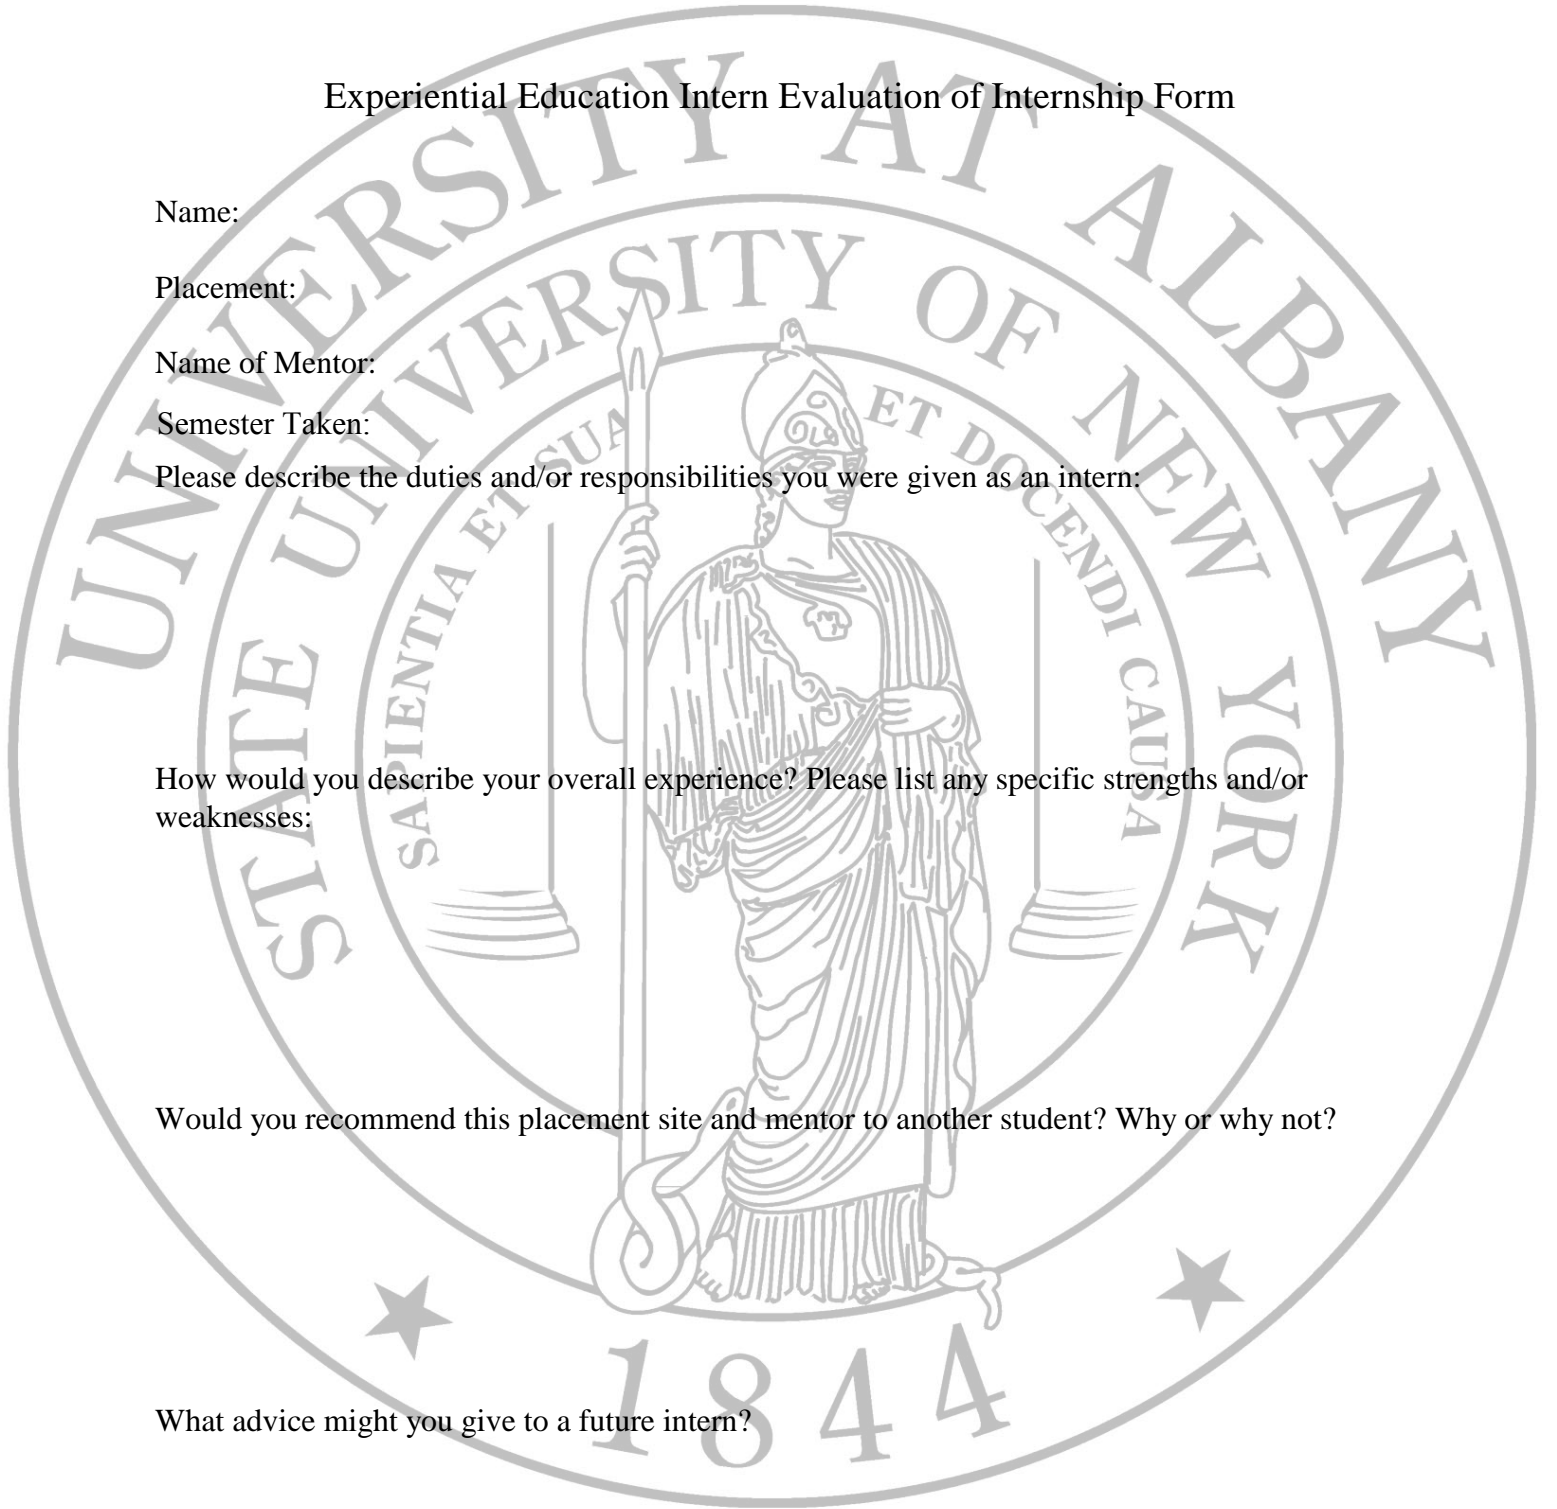 Experiential Education Intern Evaluation of Internship Form
Name:
Placement:
Name of Mentor:
Semester Taken:
Please describe the duties and/or responsibilities you were given as an intern:
How would you describe your overall experience? Please list any specific strengths and/or
weaknesses:
Would you recommend this placement site and mentor to another student? Why or why not?
What advice might you give to a future intern?
UNIVERSITY AT ALBANY
STATE UNIVERSITY OF NEW YORK
SAPIENTIA ET SUA ET DOCENDI CAUSA
1844